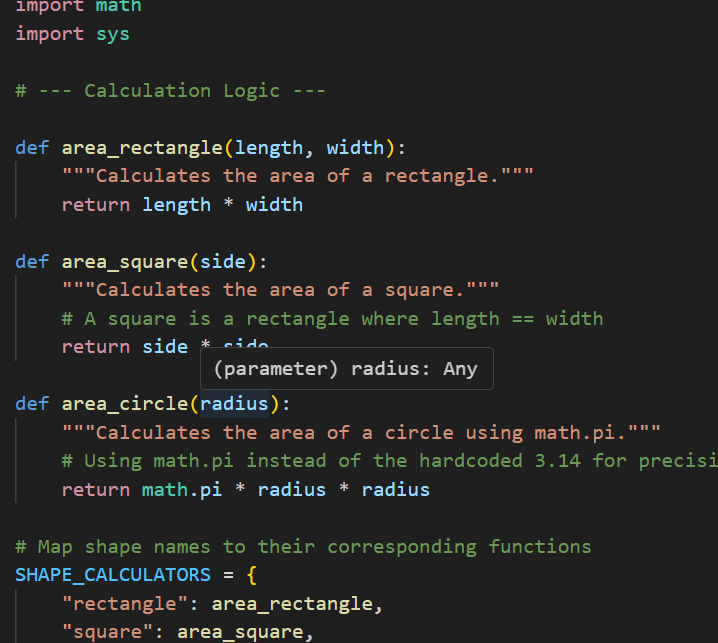 import math
import sys
# --- Calculation Logic ---
def area_rectangle(length, width):
"""Calculates the area of a rectangle."""
return length * width
def area_square(side):
"""Calculates the area of a square."""
# A square is a rectangle where length == width
return side * side
(parameter) radius: Any
def area_circle(radius):
"""Calculates the area of a circle using math.pi."""
# Using math.pi instead of the hardcoded 3.14 for precisi
return math.pi * radius * radius
# Map shape names to their corresponding functions
SHAPE_CALCULATORS = {
"rectangle": area_rectangle,
"square": area_square,